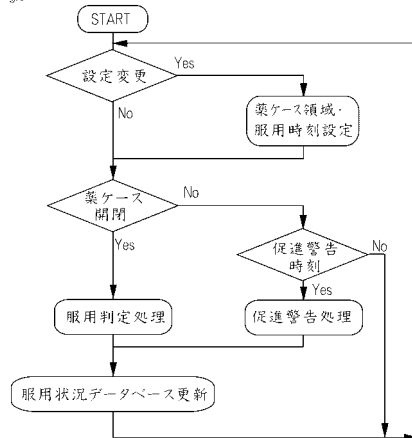 START
設定変更
Yes
No
薬ケース領域・
服用時刻設定
薬ケース
開閉
No
Yes
促進警告
時刻
No
Yes
服用判定処理
促進警告処理
服用状況データベース更新